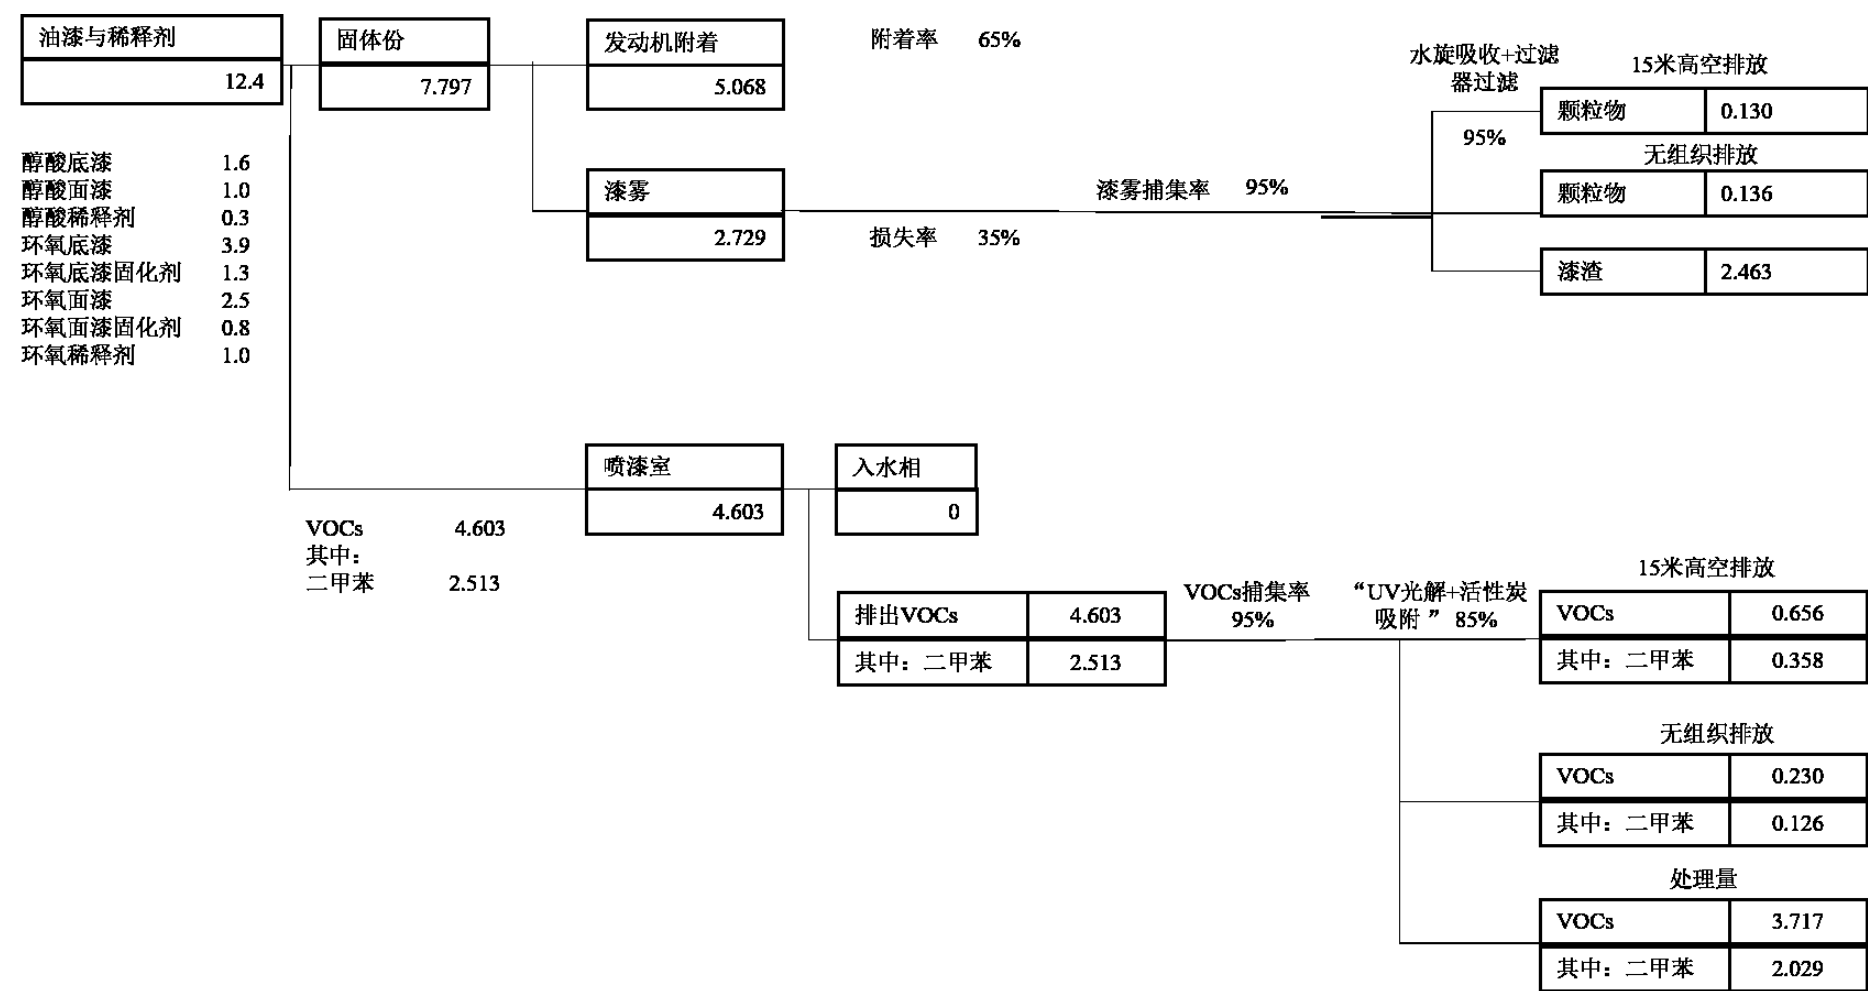 油漆与稀释剂
12.4
固体份
7.797
发动机附着
5.068
附着率 65%
水旋吸收+过滤
器过滤
95%
15米高空排放
颗粒物 0.130
无组织排放
颗粒物 0.136
漆渣 2.463
漆雾
2.729
漆雾捕集率 95%
损失率 35%
醇酸底漆 1.6
醇酸面漆 1.0
醇酸稀释剂 0.3
环氧底漆 3.9
环氧底漆固化剂 1.3
环氧面漆 2.5
环氧面漆固化剂 0.8
环氧稀释剂 1.0
喷漆室
4.603
入水相
0
VOCs 4.603
其中:
二甲苯 2.513
排出VOCs 4.603
其中: 二甲苯 2.513
VOCs捕集率
95%
“UV光解+活性炭
吸附 ” 85%
15米高空排放
VOCs 0.656
其中: 二甲苯 0.358
无组织排放
VOCs 0.230
其中: 二甲苯 0.126
处理量
VOCs 3.717
其中: 二甲苯 2.029